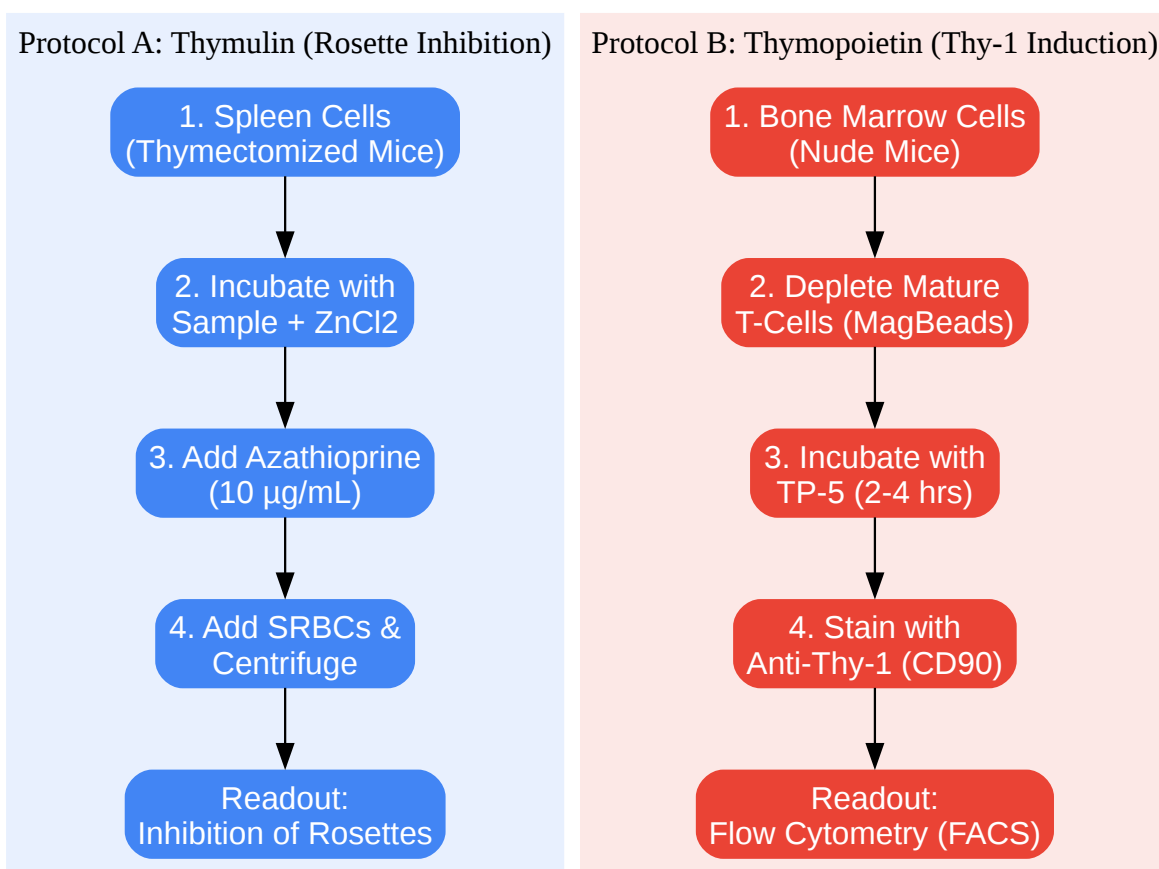 Protocol A: Thymulin (Rosette Inhibition)
1. Spleen Cells
(Thymectomized Mice)
2. Incubate with
Sample + ZnCl2
3. Add Azathioprine
(10 µg/mL)
4. Add SRBCs &
Centrifuge
Readout:
Inhibition of Rosettes
Protocol B: Thymopoietin (Thy-1 Induction)
1. Bone Marrow Cells
(Nude Mice)
2. Deplete Mature
T-Cells (MagBeads)
3. Incubate with
TP-5 (2-4 hrs)
4. Stain with
Anti-Thy-1 (CD90)
Readout:
Flow Cytometry (FACS)